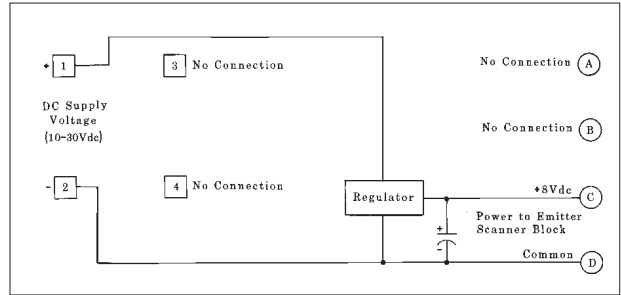 + 1
3 No Connection
No Connection A
DC Supply
Voltage
(10-30Vdc)
No Connection B
- 2
4 No Connection
Regulator
+8Vdc
C
Power to Emitter
Scanner Block
+
-
Common
D